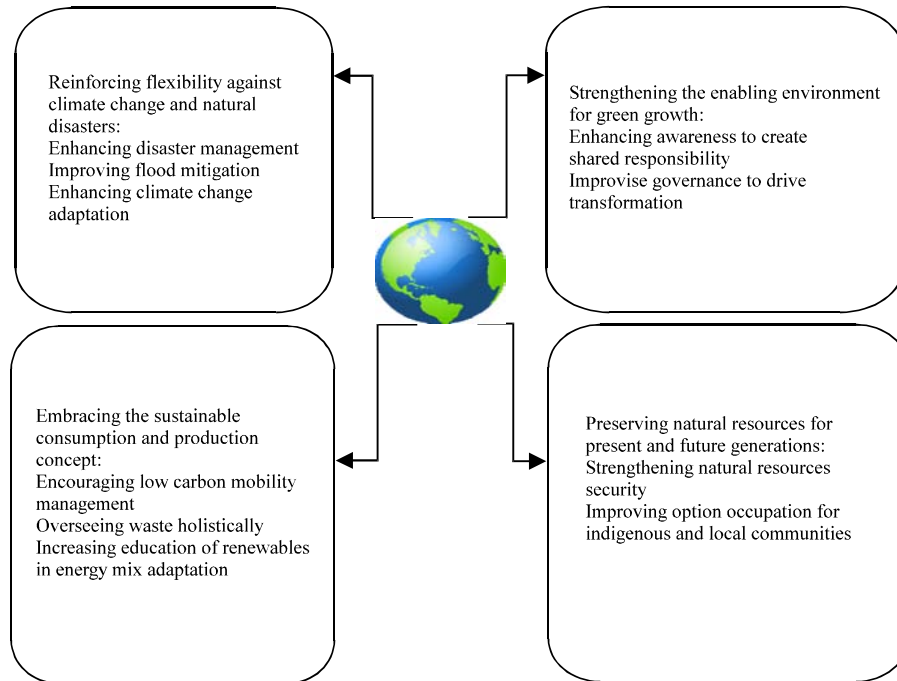 Reinforcing flexibility against
climate change and natural
disasters:
Enhancing disaster management
Improving flood mitigation
Enhancing climate change
adaptation
Strengthening the enabling environment
for green growth:
Enhancing awareness to create
shared responsibility
Improvise governance to drive
transformation
Embracing the sustainable
consumption and production
concept:
Encouraging low carbon mobility
management
Overseeing waste holistically
Increasing education of renewables
in energy mix adaptation
Preserving natural resources for
present and future generations:
Strengthening natural resources
security
Improving option occupation for
indigenous and local communities